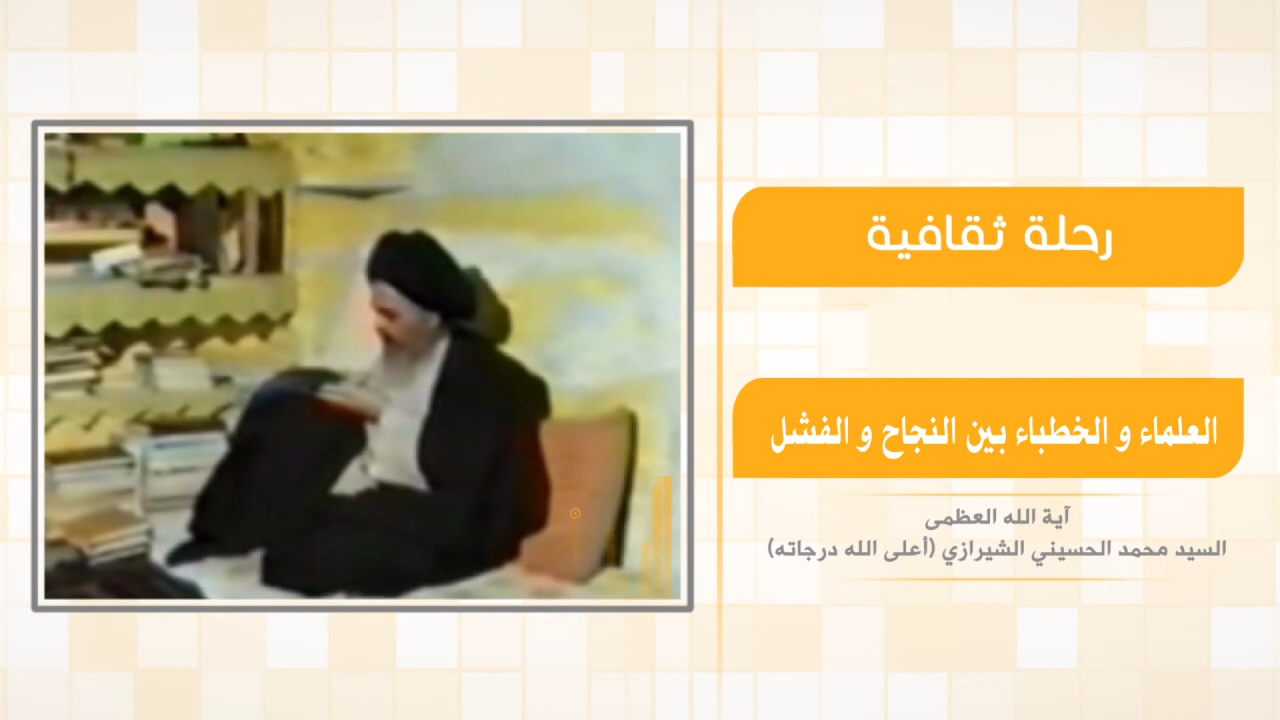 رحلة ثقافية
العلماء و الخطباء بين النجاح و الفشل
آية الله العظمى
السيد محمد الحسيني الشيرازي (أعلى الله درجاته)